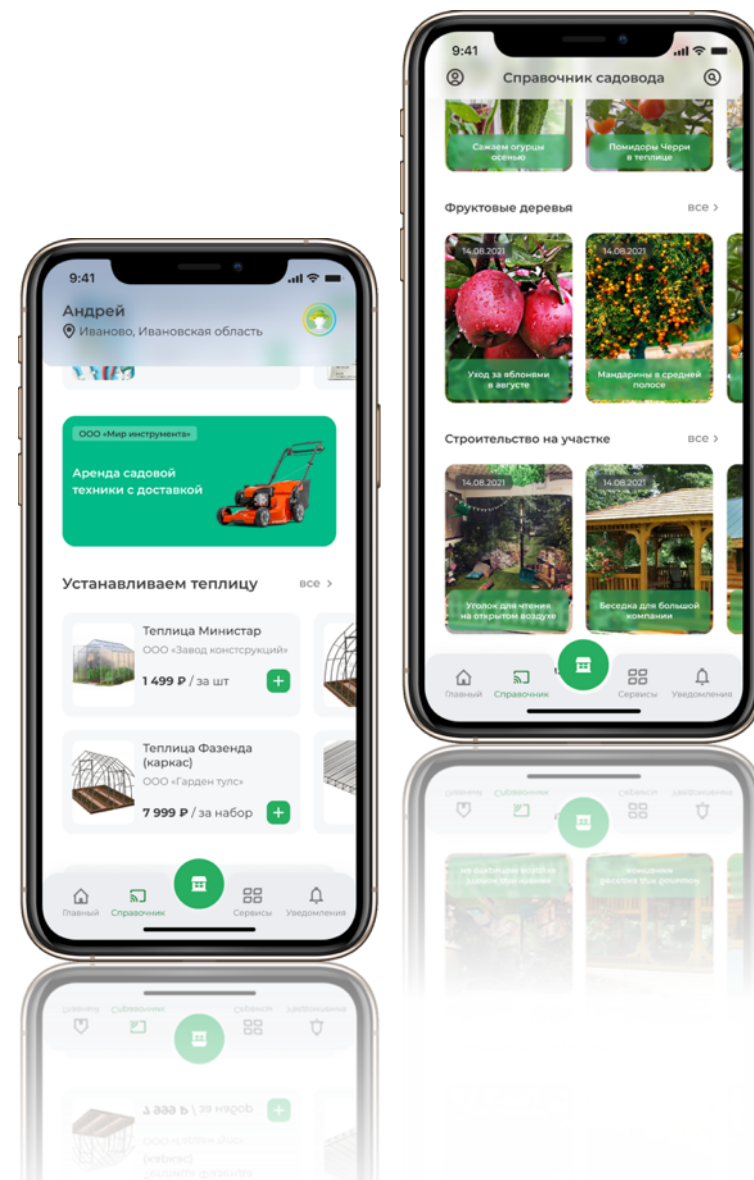 9:41
Андрей
Иваново, Ивановская область
ООО «Мир инструмента»
Аренда садовой
техники с доставкой
Устанавливаем теплицу
все >
Теплица Министар
ООО «Завод констсрукций»
1 499 ₽ / за шт
Теплица Фазенда
(каркас)
ООО «Гарден тулс»
7 999 ₽ / за набор
Главный Справочник Сервисы Уведомления
9:41
Справочник садовода
Сажаем огурцы
осенью
Помидоры Черри
в теплице
Фруктовые деревья
все >
14.08.2021
Уход за яблонями
в августе
14.08.2021
Мандарины в средней
полосе
Строительство на участке
все >
14.08.2021
Уголок для чтения
на открытом воздухе
14.08.2021
Беседка для большой
компании
Главный Справочник Сервисы Уведомления